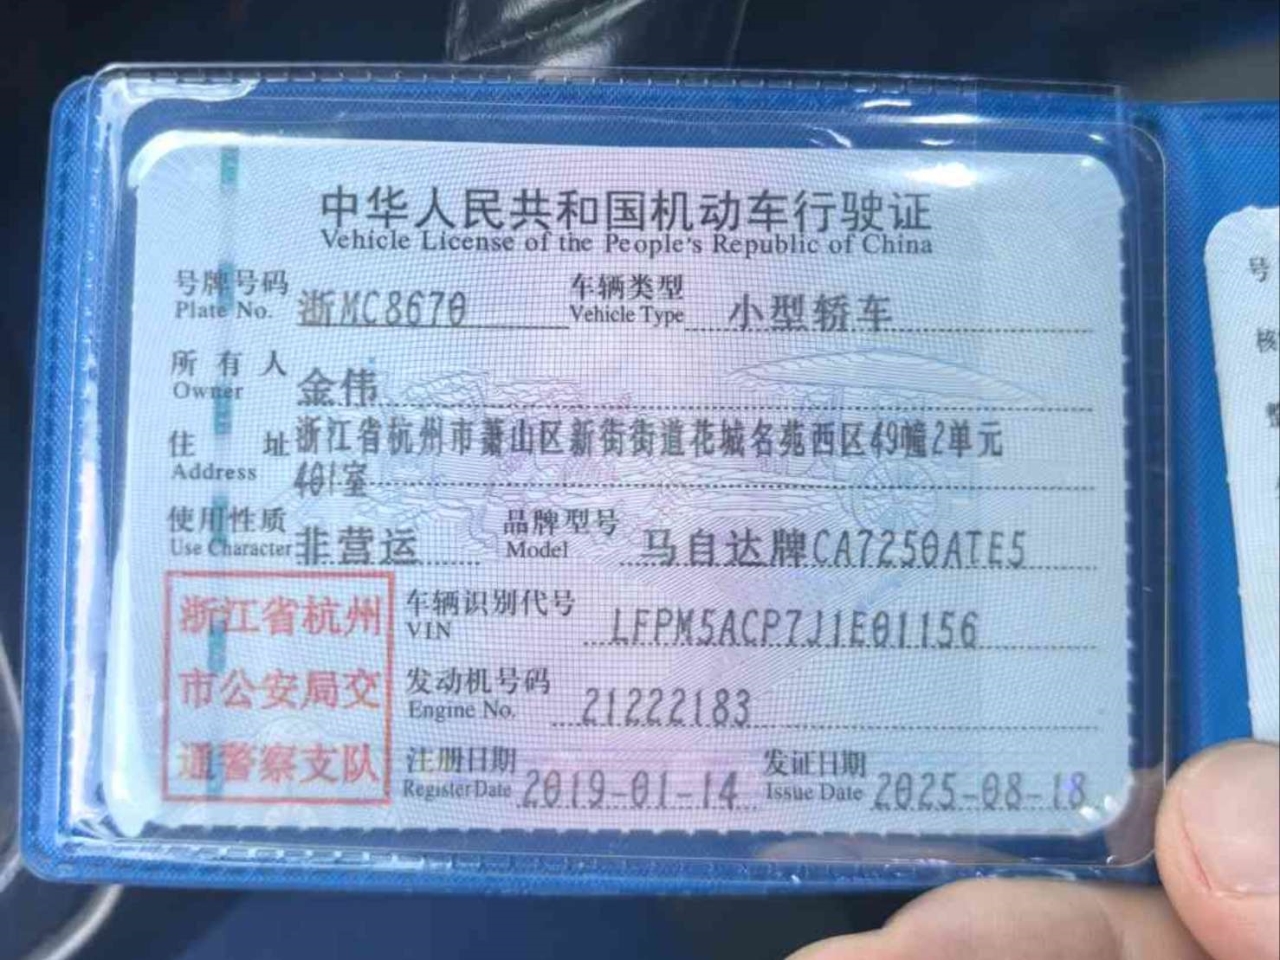 中华人民共和国机动车行驶证
Vehicle License of the People's Republic of China
号牌号码 浙MC8670 车辆类型 小型轿车
Plate No. Vehicle Type
所有人 金伟
Owner
住址 浙江省杭州市萧山区新街街道花城名苑西区49幢2单元
Address 401室
使用性质 非营运 品牌型号 马自达牌CA7250ATE5
Use Character Model
浙江省杭州
市公安局交
通警察支队
车辆识别代号 LFPM5ACP7J1E01156
VIN
发动机号码 21222183
Engine No.
注册日期 2019-01-14 发证日期 2025-08-18
Register Date Issue Date
号
核